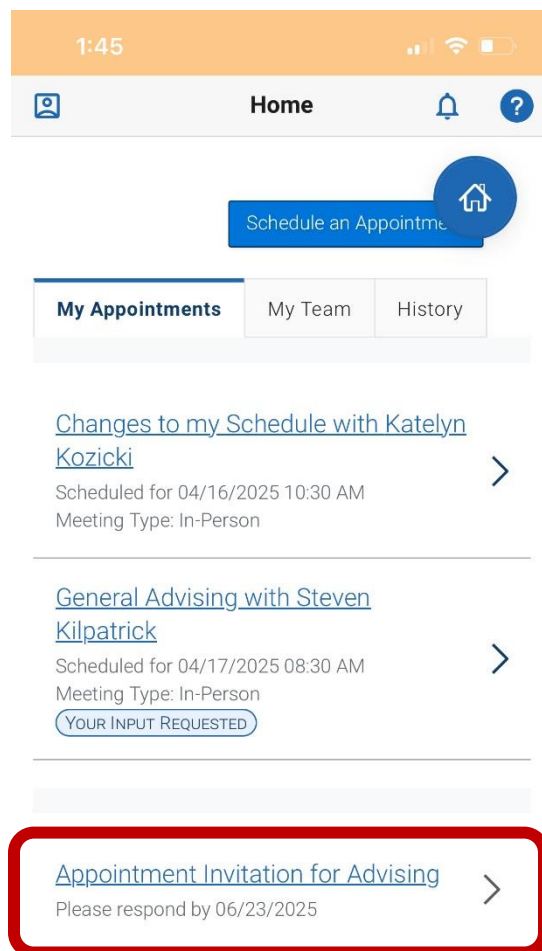 1:45
Home
?
Schedule an Appointme
My Appointments My Team History
Changes to my Schedule with Katelyn
Kozicki
Scheduled for 04/16/2025 10:30 AM
Meeting Type: In-Person
General Advising with Steven
Kilpatrick
Scheduled for 04/17/2025 08:30 AM
Meeting Type: In-Person
YOUR INPUT REQUESTED
Appointment Invitation for Advising
Please respond by 06/23/2025